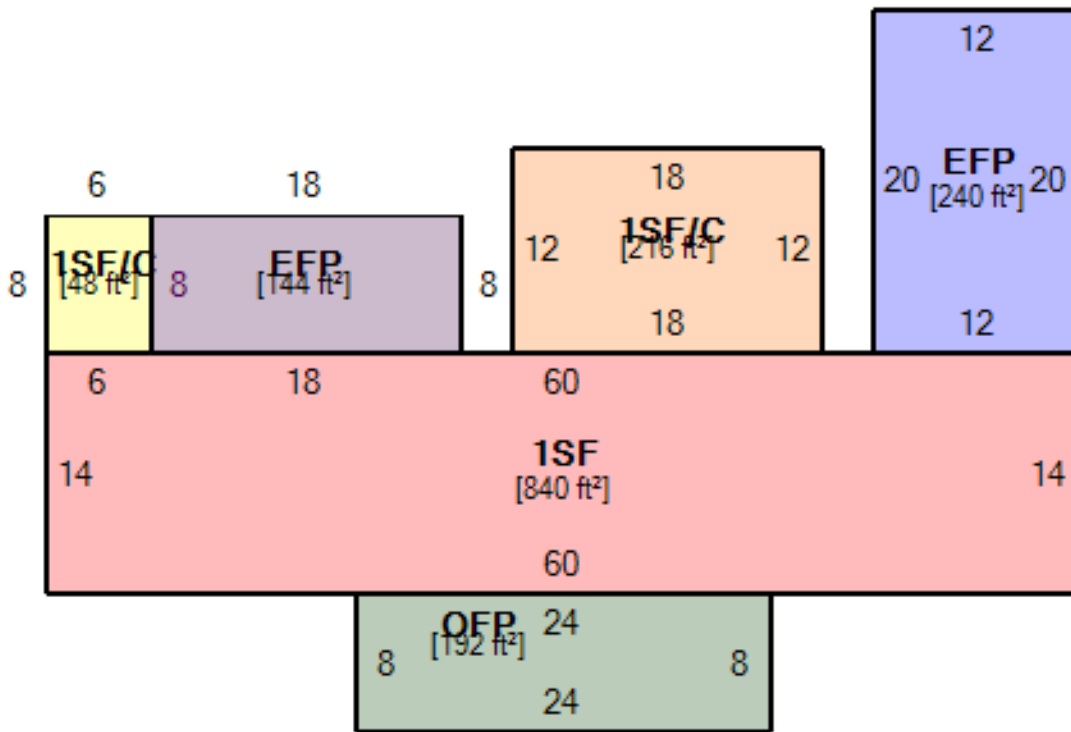 12
20 EFP 20
[240 ft²]
12
6 18
8 1SF/C 8 EFP 8
[48 ft²] [144 ft²]
18
12 1SF/C 12
[216 ft²]
18
6 18 60
14 1SF 14
[840 ft²]
60
OFP 24
[192 ft²]
8 8
24